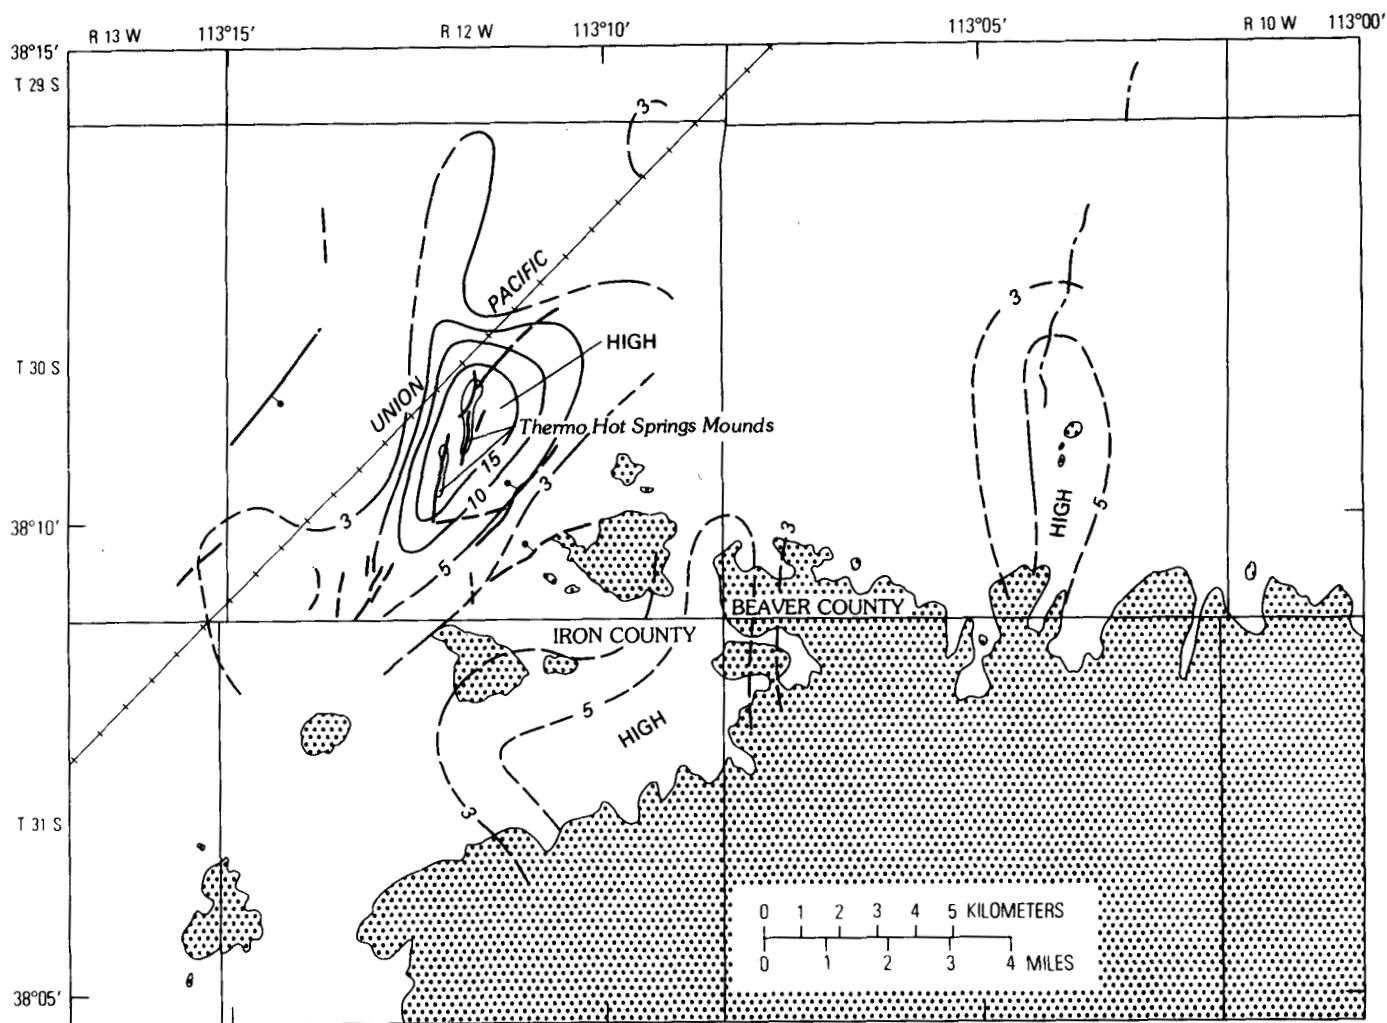 R 13 W 113°15′ R 12 W 113°10′ 113°05′ R 10 W 113°00′
38°15′
T 29 S
3
PACIFIC
3
HIGH
T 30 S
UNION
Thermo Hot Springs Mounds
15
10
3
5
HIGH
38°10′
3
3
5
BEAVER COUNTY
IRON COUNTY
5
HIGH
3
T 31 S
0 1 2 3 4 5 KILOMETERS
0 1 2 3 4 MILES
38°05′